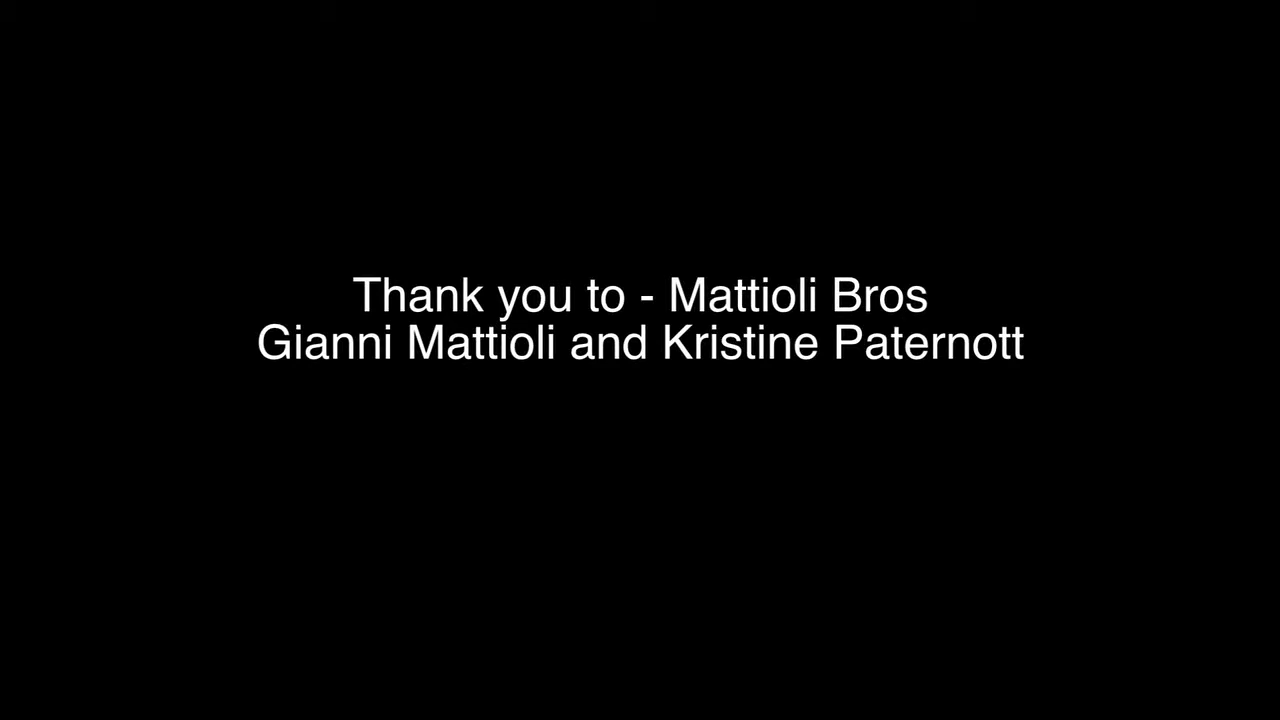 Thank you to - Mattioli Bros
Gianni Mattioli and Kristine Paternott